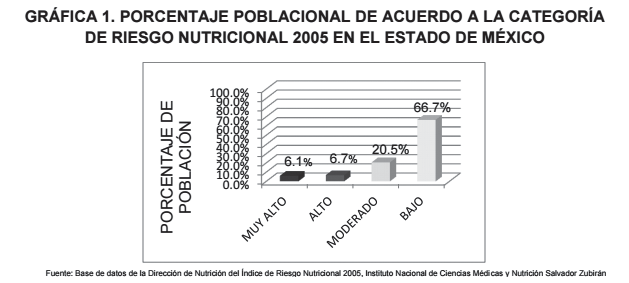 GRÁFICA 1. PORCENTAJE POBLACIONAL DE ACUERDO A LA CATEGORÍA
DE RIESGO NUTRICIONAL 2005 EN EL ESTADO DE MÉXICO
PORCENTAJE DE
POBLACIÓN
100.0%
90.0%
80.0%
70.0%
60.0%
50.0%
40.0%
30.0%
20.0%
10.0%
0.0%
6.1%
6.7%
20.5%
66.7%
MUY ALTO
ALTO
MODERADO
BAJO
Fuente: Base de datos de la Dirección de Nutrición del Índice de Riesgo Nutricional 2005, Instituto Nacional de Ciencias Médicas y Nutrición Salvador Zubirán